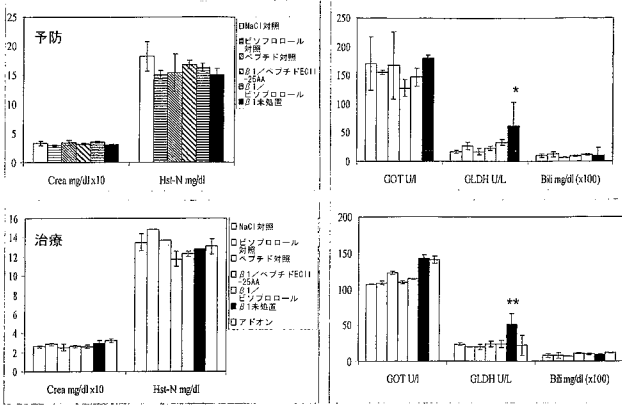 予防
25
20
15
10
5
0
Crea mg/dl x10
Hst-N mg/dl
NaCl対照
ビソプロロール
対照
ペプチド対照
β1/ペプチドECII
-25AA
β1/
ビソプロロール
β1未処置
250
200
150
100
50
0
*
GOT U/l
GLDH U/L
Bili mg/dl (x100)
治療
16
14
12
10
8
6
4
2
0
Crea mg/dl x10
Hst-N mg/dl
NaCl対照
ビソプロロール
対照
ペプチド対照
β1/ペプチドECII
-25AA
β1/
ビソプロロール
β1未処置
アドオン
200
150
100
50
0
**
GOT U/l
GLDH U/L
Bili mg/dl (x100)